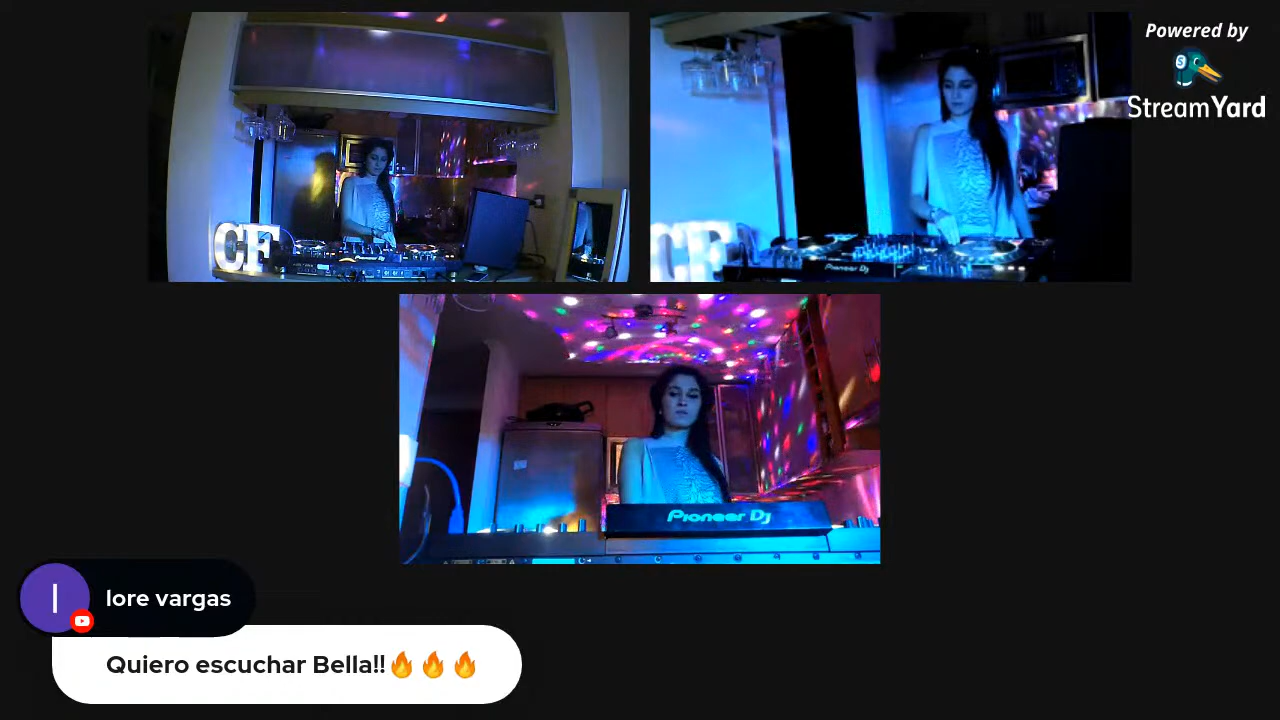 Powered by
StreamYard
CF
Pioneer Dj
CF
Pioneer Dj
Pioneer Dj
l
lore vargas
Quiero escuchar Bella!!🔥🔥🔥